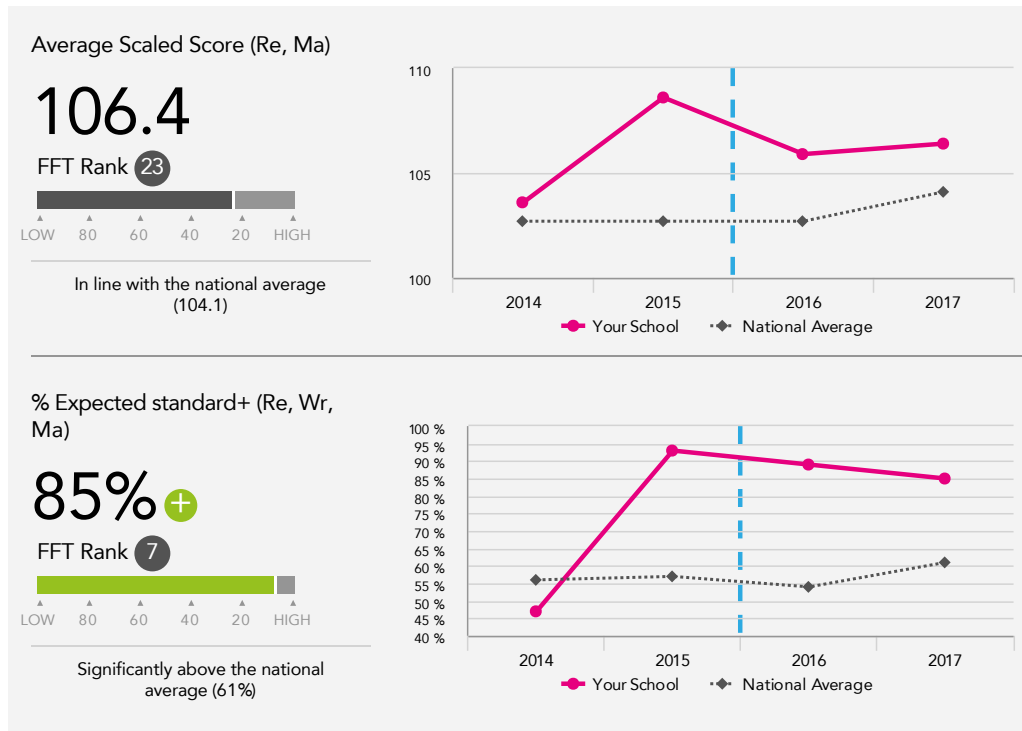 Average Scaled Score (Re, Ma)
106.4
FFT Rank 23
LOW 80 60 40 20 HIGH
In line with the national average
(104.1)
110
105
100
2014 2015 2016 2017
Your School National Average
% Expected standard+ (Re, Wr,
Ma)
85% +
FFT Rank 7
LOW 80 60 40 20 HIGH
Significantly above the national
average (61%)
100 %
95 %
90 %
85 %
80 %
75 %
70 %
65 %
60 %
55 %
50 %
45 %
40 %
2014 2015 2016 2017
Your School National Average